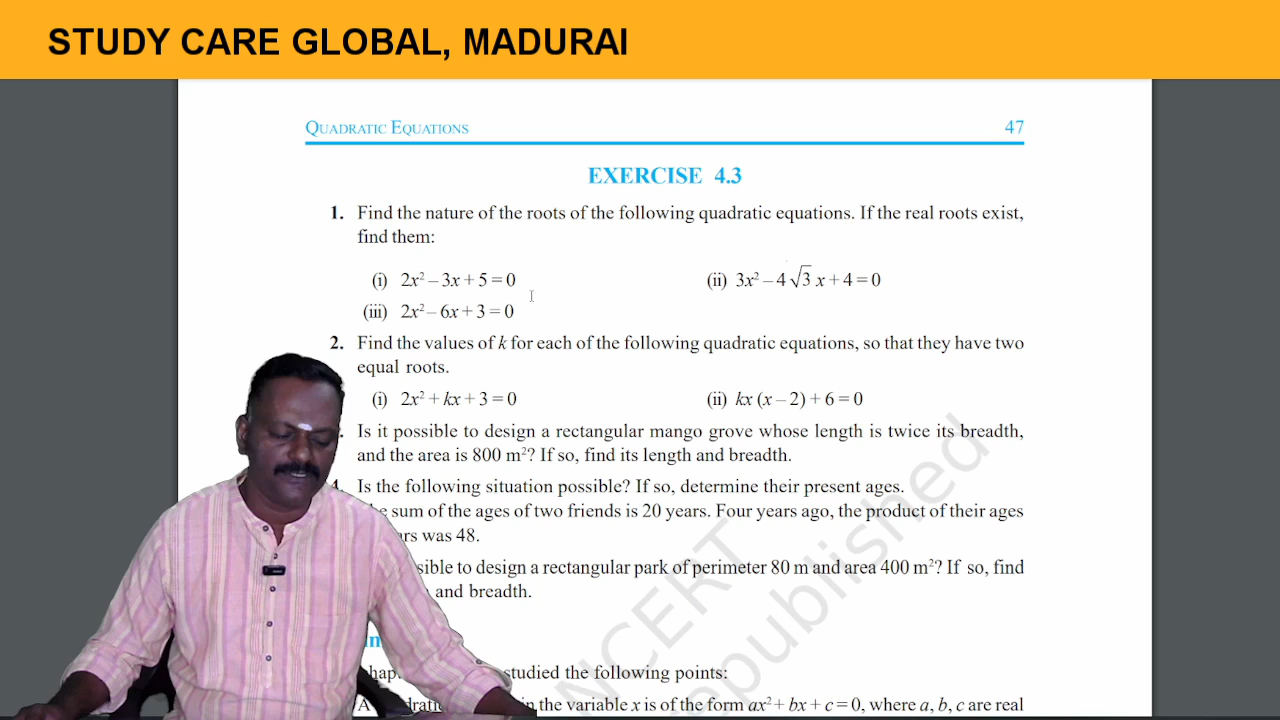 STUDY CARE GLOBAL, MADURAI
QUADRATIC EQUATIONS 47
EXERCISE 4.3
1. Find the nature of the roots of the following quadratic equations. If the real roots exist,
find them:
(i) 2x² – 3x + 5 = 0 (ii) 3x² – 4√3 x + 4 = 0
(iii) 2x² – 6x + 3 = 0
2. Find the values of k for each of the following quadratic equations, so that they have two
equal roots.
(i) 2x² + kx + 3 = 0 (ii) kx (x – 2) + 6 = 0
Is it possible to design a rectangular mango grove whose length is twice its breadth,
and the area is 800 m²? If so, find its length and breadth.
4. Is the following situation possible? If so, determine their present ages.
sum of the ages of two friends is 20 years. Four years ago, the product of their ages
was 48.
to design a rectangular park of perimeter 80 m and area 400 m²? If so, find
and breadth.
studied the following points:
A in the variable x is of the form ax² + bx + c = 0, where a, b, c are real
NCERT